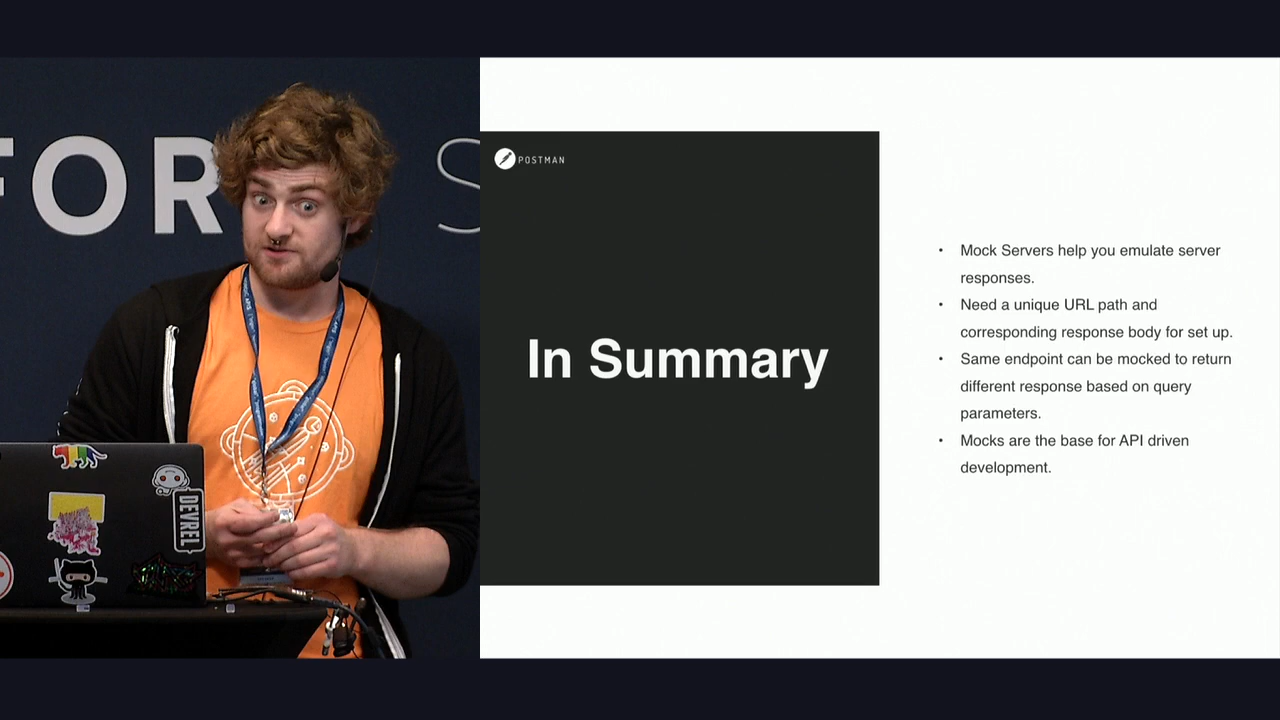 FOR S
DEVREL
POSTMAN
In Summary
• Mock Servers help you emulate server
responses.
• Need a unique URL path and
corresponding response body for set up.
• Same endpoint can be mocked to return
different response based on query
parameters.
• Mocks are the base for API driven
development.